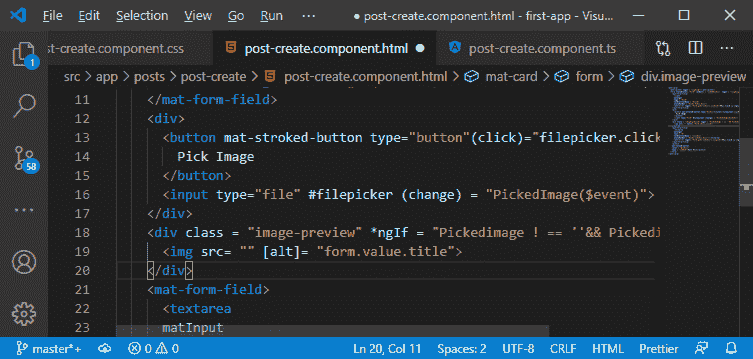 File Edit Selection View Go Run ··· ● post-create.component.html - first-app - Visu...
st-create.component.css post-create.component.html ● post-create.component.ts
src > app > posts > post-create > post-create.component.html > mat-card > form > div.image-preview
11 </mat-form-field>
12 <div>
13 <button mat-stroked-button type="button"(click)="filepicker.click
14 Pick Image
15 </button>
16 <input type="file" #filepicker (change) = "PickedImage($event)">
17 </div>
18 <div class = "image-preview" *ngIf = "Pickedimage ! == ''&& Pickedi
19 <img src= "" [alt]= "form.value.title">
20 </div>
21 <mat-form-field>
22 <textarea
23 matInput
1
58
master*+ 0 0 Ln 20, Col 11 Spaces: 2 UTF-8 CRLF HTML Prettier